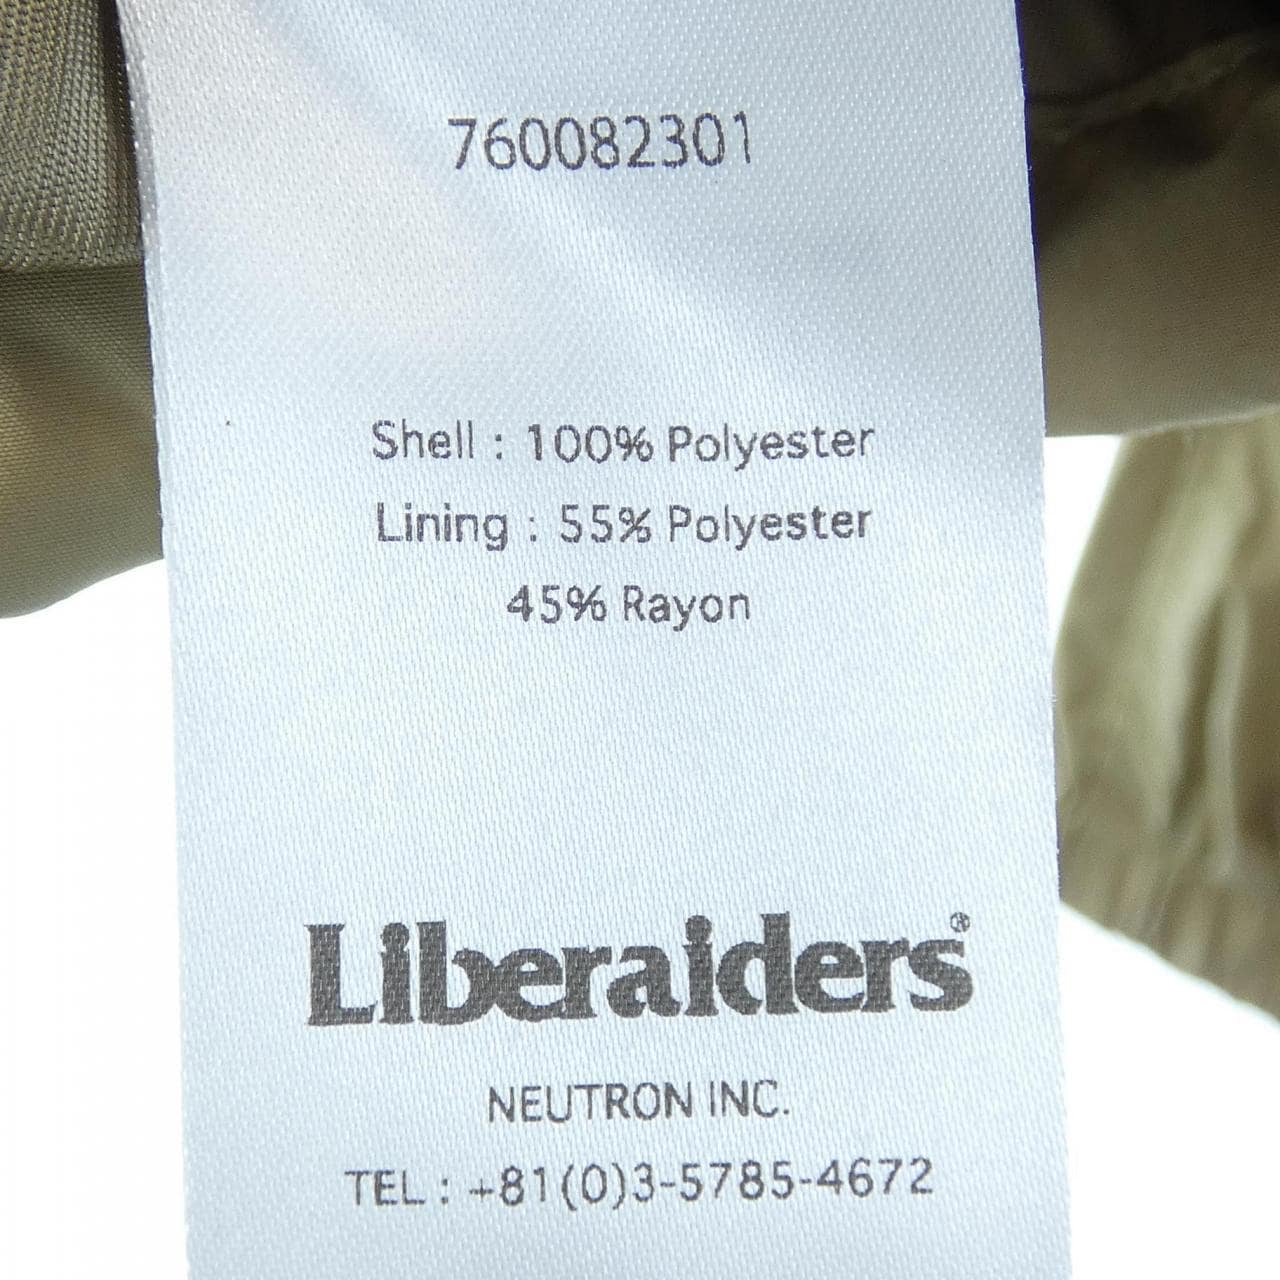 760082301
Shell : 100% Polyester
Lining : 55% Polyester
45% Rayon
Liberaiders®
NEUTRON INC.
TEL : +81(0)3-5785-4672